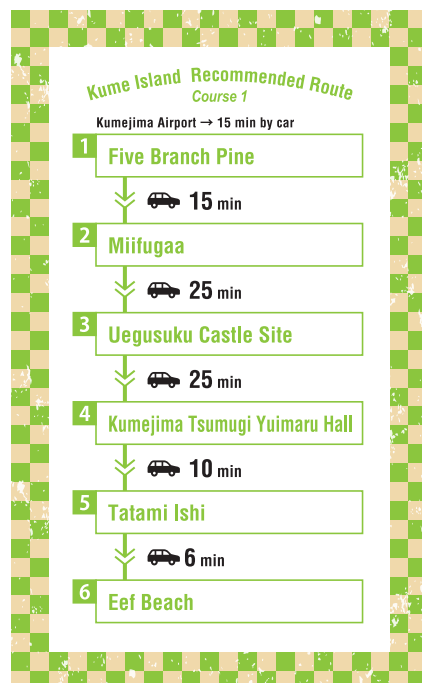 Kume Island Recommended Route
Course 1
Kumejima Airport → 15 min by car
1
Five Branch Pine
15 min
2
Miifugaa
25 min
3
Uegusuku Castle Site
25 min
4
Kumejima Tsumugi Yuimaru Hall
10 min
5
Tatami Ishi
6 min
6
Eef Beach